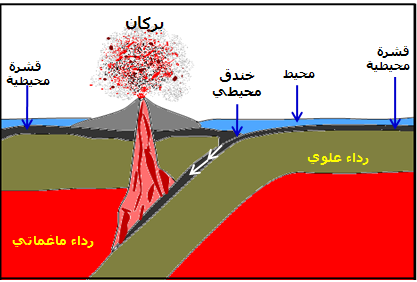 بركان
قشرة
محيطية
محيط
خندق
محيطي
قشرة
محيطية
رداء علوي
رداء ماغماتي